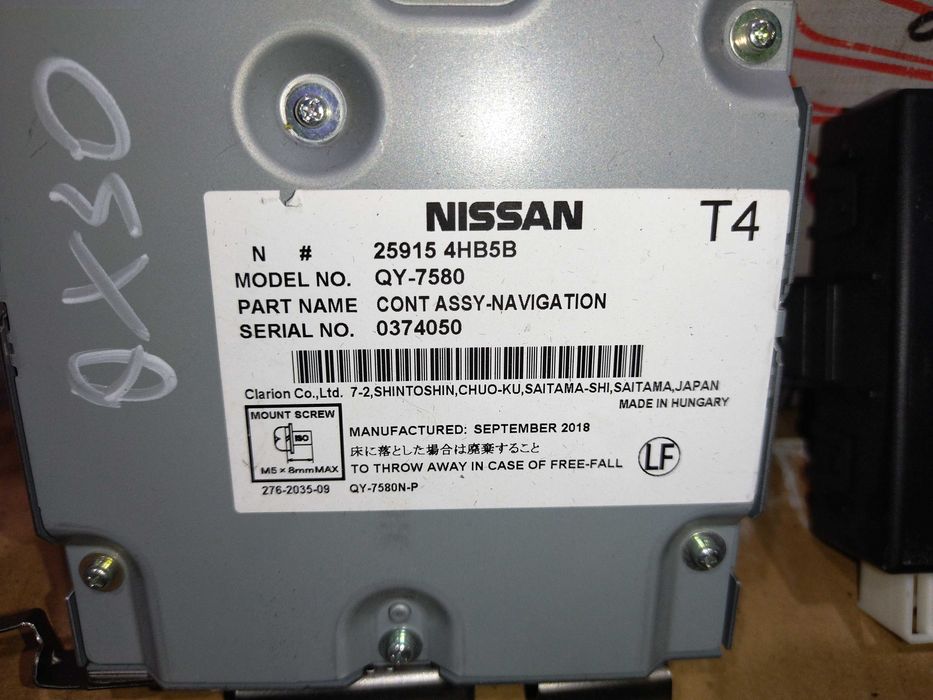 QX30
NISSAN
T4
N # 25915 4HB5B
MODEL NO. QY-7580
PART NAME CONT ASSY-NAVIGATION
SERIAL NO. 0374050
Clarion Co.,Ltd. 7-2,SHINTOSHIN,CHUO-KU,SAITAMA-SHI,SAITAMA,JAPAN
MADE IN HUNGARY
MOUNT SCREW
ISO
M5 × 8mmMAX
MANUFACTURED: SEPTEMBER 2018
床に落とした場合は廃棄すること
TO THROW AWAY IN CASE OF FREE-FALL
LF
276-2035-09 QY-7580N-P